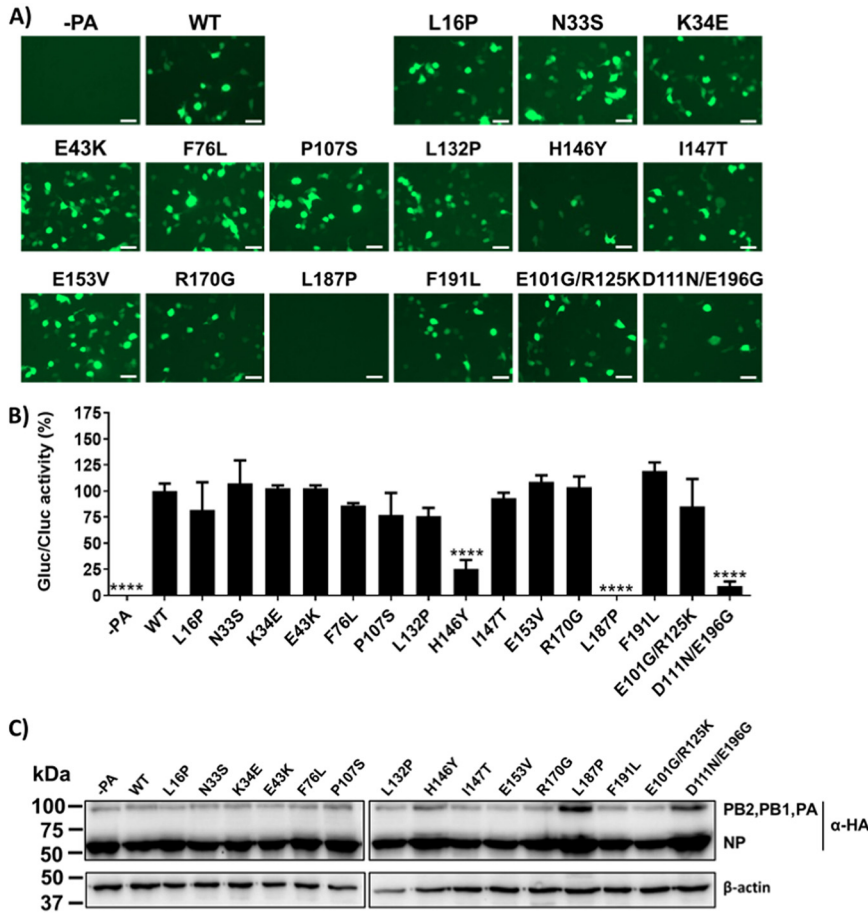 A)
-PA WT L16P N33S K34E
E43K F76L P107S L132P H146Y I147T
E153V R170G L187P F191L E101G/R125K D111N/E196G
B)
Gluc/Cluc activity (%)
175
150
125
100
75
50
25
0
**** **** **** ****
-PA WT L16P N33S K34E E43K F76L P107S L132P H146Y I147T E153V R170G L187P F191L E101G/R125K D111N/E196G
C)
kDa
-PA WT L16P N33S K34E E43K F76L P107S L132P H146Y I147T E153V R170G L187P F191L E101G/R125K D111N/E196G
100
75
50
PB2,PB1,PA
NP
α-HA
50
37
β-actin